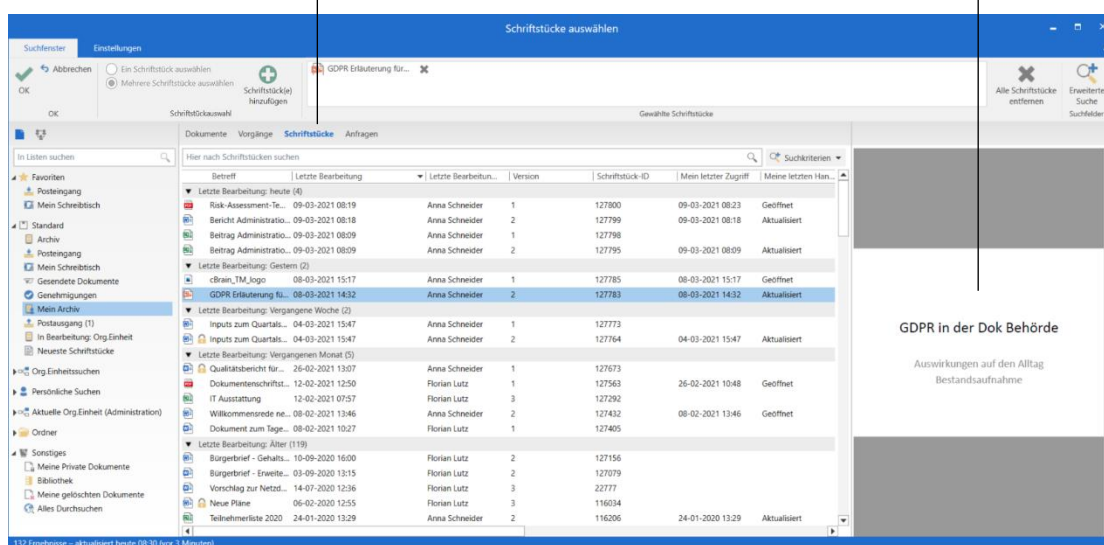 Schriftstücke auswählen
Suchfenster Einstellungen
OK
Abbrechen
Ein Schriftstück auswählen
Mehrere Schriftstücke auswählen
Schriftstück(e) hinzufügen
GDPR Erläuterung für...
Alle Schriftstücke entfernen
Erweiterte Suche
OK Schriftstückauswahl Gewählte Schriftstücke Suchfelder
In Listen suchen
Favoriten
Posteingang
Mein Schreibtisch
Standard
Archiv
Posteingang
Mein Schreibtisch
Gesendete Dokumente
Genehmigungen
Mein Archiv
Postausgang (1)
In Bearbeitung: Org.Einheit
Neueste Schriftstücke
Org.Einheitssuchen
Persönliche Suchen
Aktuelle Org.Einheit (Administration)
Ordner
Sonstiges
Meine Private Dokumente
Bibliothek
Meine gelöschten Dokumente
Alles Durchsuchen
Dokumente Vorgänge Schriftstücke Anfragen
Hier nach Schriftstücken suchen Suchkriterien
Betreff Letzte Bearbeitung Letzte Bearbeitun... Version Schriftstück-ID Mein letzter Zugriff Meine letzten Han...
Letzte Bearbeitung: heute (4)
Risk-Assessment-Te... 09-03-2021 08:19 Anna Schneider 1 127800 09-03-2021 08:23 Geöffnet
Bericht Administratio... 09-03-2021 08:18 Anna Schneider 2 127799 09-03-2021 08:18 Aktualisiert
Beitrag Administratio... 09-03-2021 08:09 Anna Schneider 1 127798
Beitrag Administratio... 09-03-2021 08:09 Anna Schneider 2 127795 09-03-2021 08:09 Aktualisiert
Letzte Bearbeitung: Gestern (2)
cBrain_TM_logo 08-03-2021 15:17 Anna Schneider 1 127785 08-03-2021 15:17 Geöffnet
GDPR Erläuterung fü... 08-03-2021 14:32 Anna Schneider 2 127783 08-03-2021 14:32 Aktualisiert
Letzte Bearbeitung: Vergangene Woche (2)
Inputs zum Quartals... 04-03-2021 15:47 Anna Schneider 1 127773
Inputs zum Quartals... 04-03-2021 15:47 Anna Schneider 2 127764 04-03-2021 15:47 Aktualisiert
Letzte Bearbeitung: Vergangenen Monat (5)
Qualitätsbericht für... 26-02-2021 13:07 Anna Schneider 1 127673
Dokumentenschriftst... 12-02-2021 12:50 Florian Lutz 1 127563 26-02-2021 10:48 Geöffnet
IT Ausstattung 12-02-2021 07:57 Florian Lutz 3 127292
Willkommensrede ne... 08-02-2021 13:46 Anna Schneider 2 127432 08-02-2021 13:46 Geöffnet
Dokument zum Tage... 08-02-2021 10:27 Florian Lutz 1 127405
Letzte Bearbeitung: Älter (119)
Bürgerbrief - Gehalts... 10-09-2020 16:00 Florian Lutz 2 127156
Bürgerbrief - Erweite... 03-09-2020 13:15 Florian Lutz 2 127079
Vorschlag zur Netzd... 14-07-2020 12:36 Florian Lutz 3 22777
Neue Pläne 06-02-2020 12:55 Florian Lutz 3 116034
Teilnehmerliste 2020 24-01-2020 13:29 Anna Schneider 2 116206 24-01-2020 13:29 Aktualisiert
GDPR in der Dok Behörde
Auswirkungen auf den Alltag
Bestandsaufnahme
132 Ergebnisse – aktualisiert heute 08:30 (vor 3 Minuten)